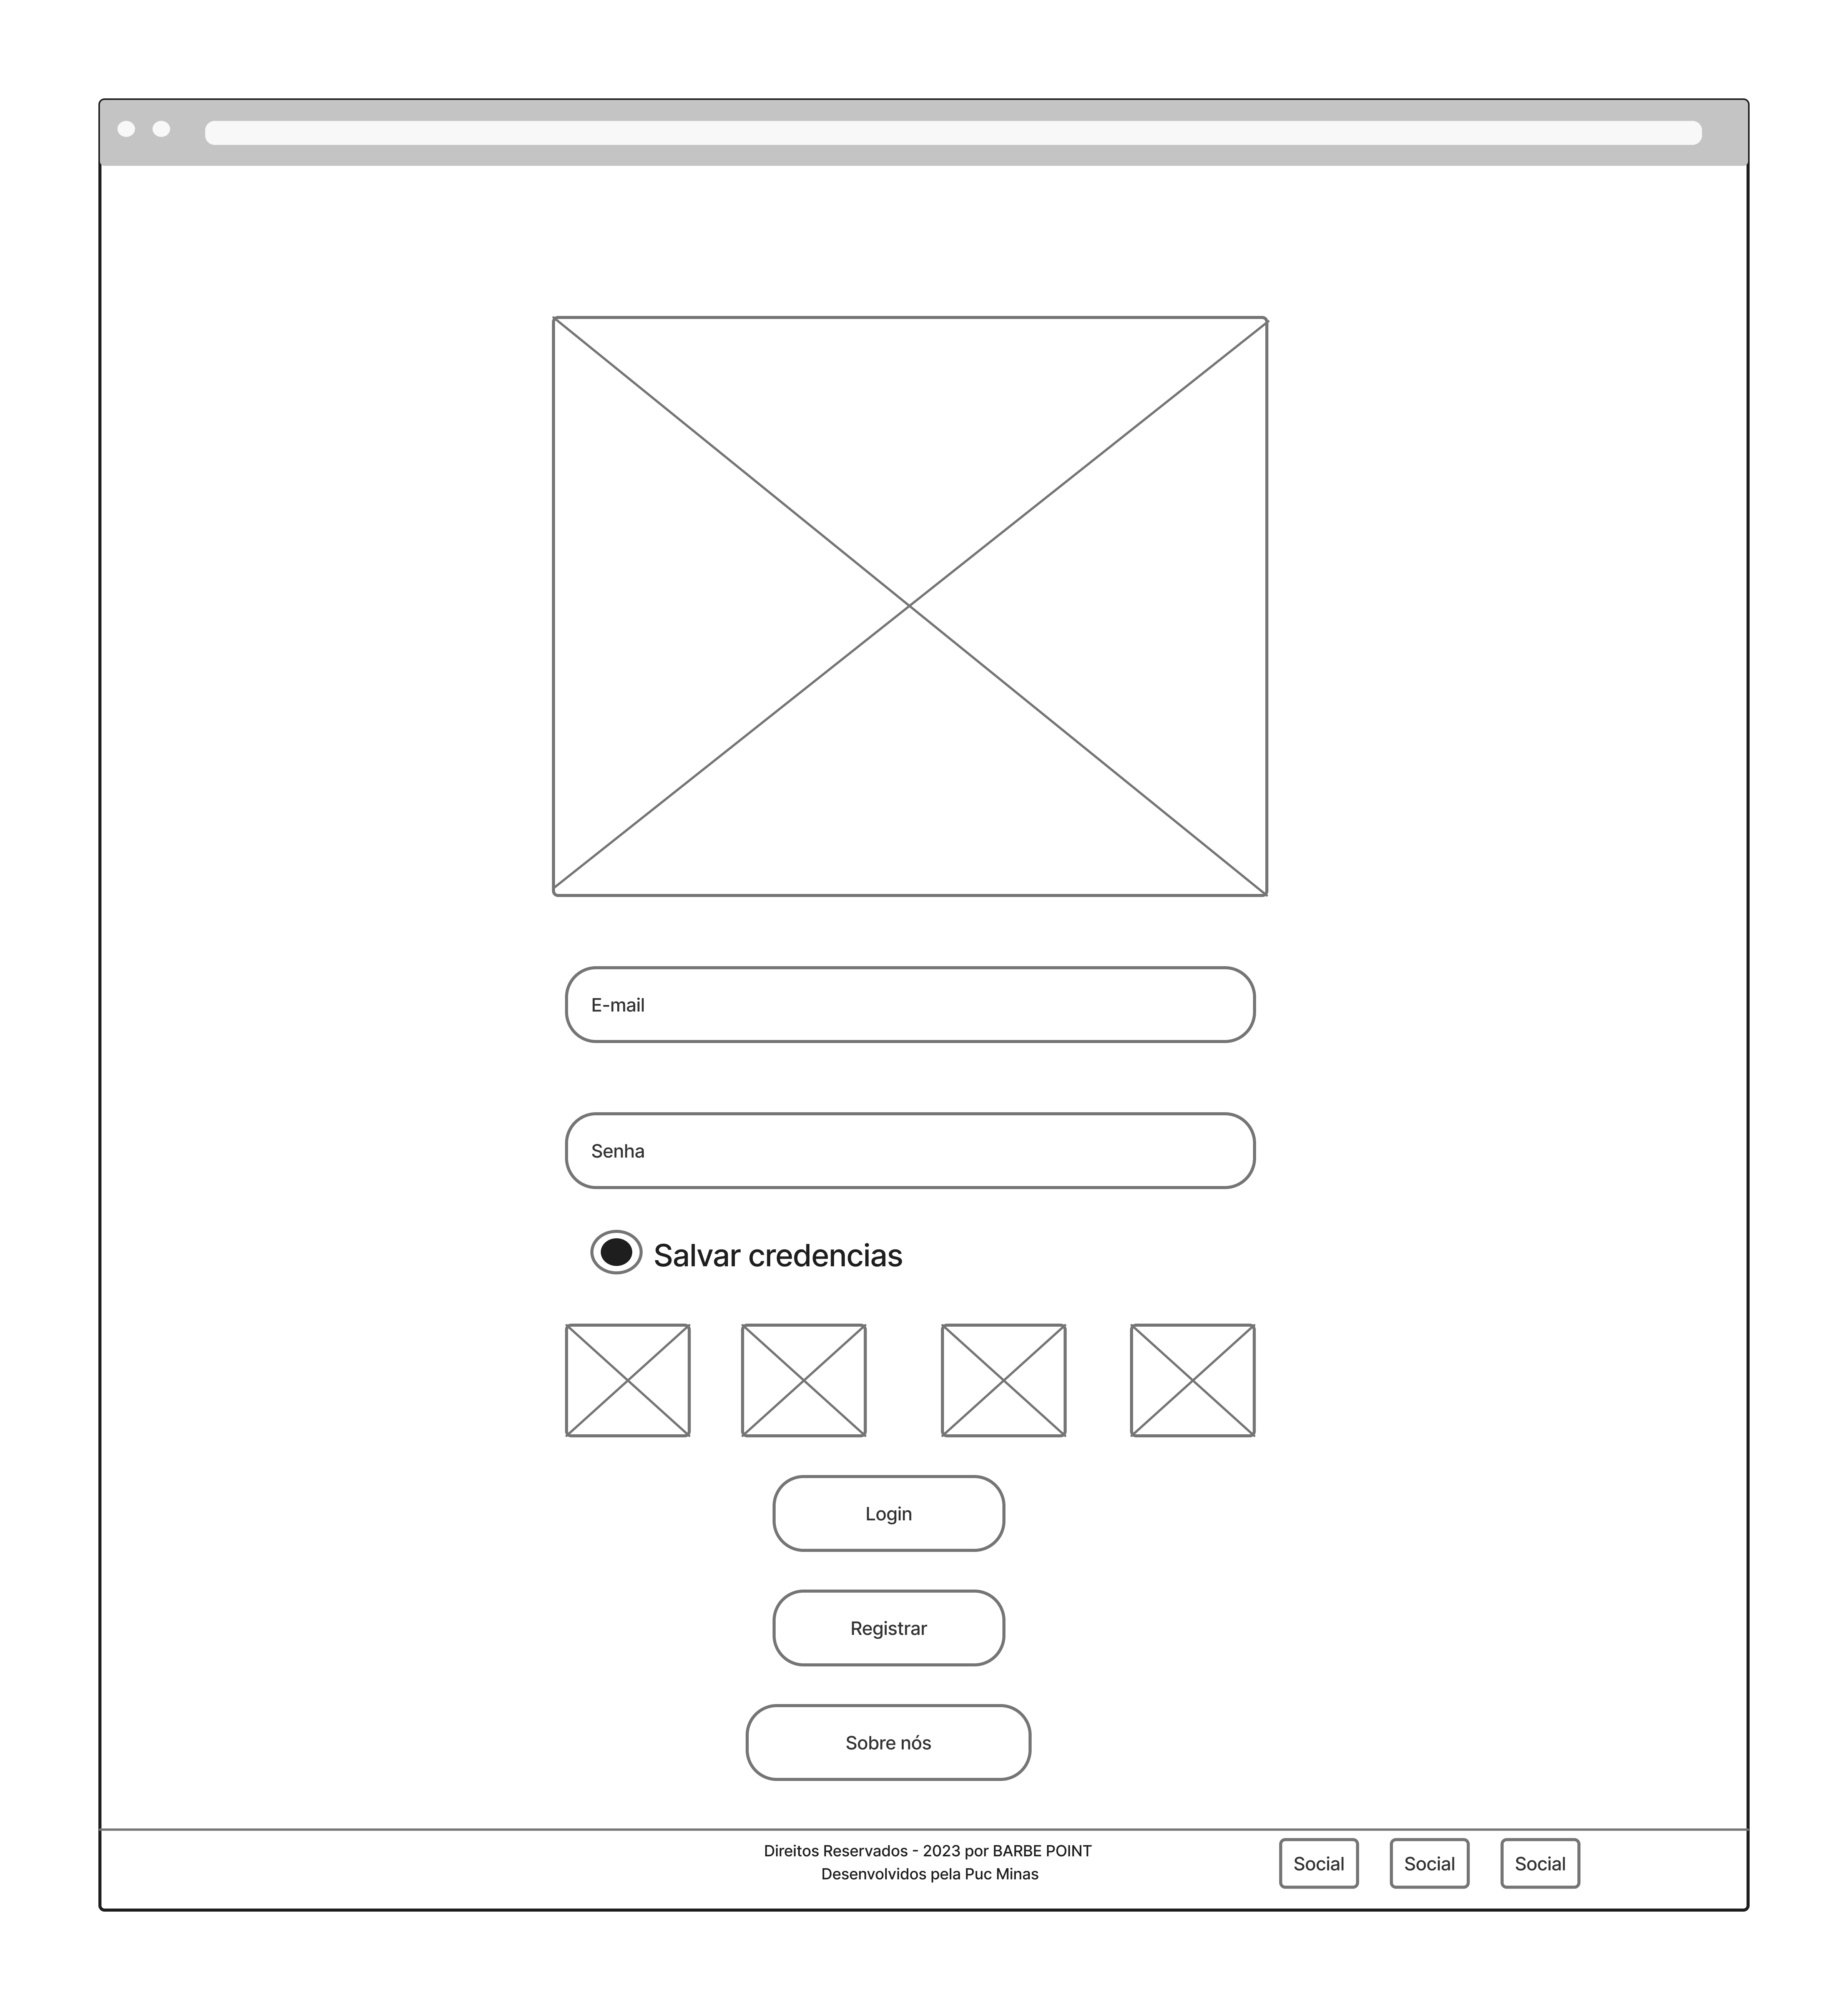 E-mail
Senha
Salvar credencias
Login
Registrar
Sobre nós
Direitos Reservados - 2023 por BARBE POINT
Desenvolvidos pela Puc Minas
Social Social Social